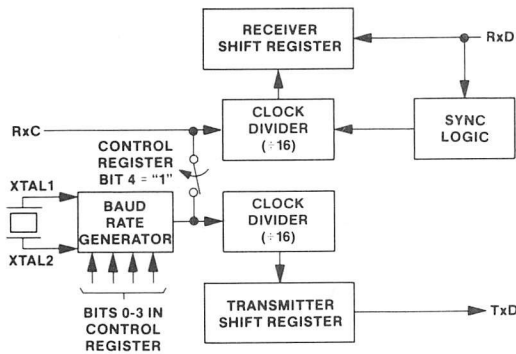 RECEIVER
SHIFT REGISTER
RxD
RxC
CLOCK
DIVIDER
(÷16)
SYNC
LOGIC
CONTROL
REGISTER
BIT 4 = "1"
XTAL1
BAUD
RATE
GENERATOR
XTAL2
CLOCK
DIVIDER
(÷16)
BITS 0-3 IN
CONTROL
REGISTER
TRANSMITTER
SHIFT REGISTER
TxD